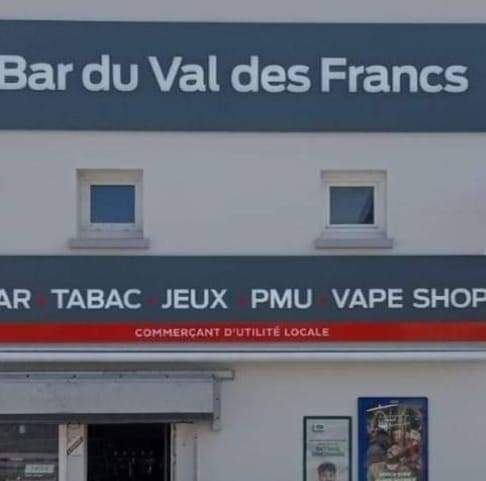 Bar du Val des Francs
AR TABAC JEUX PMU VAPE SHOP
COMMERÇANT D'UTILITÉ LOCALE